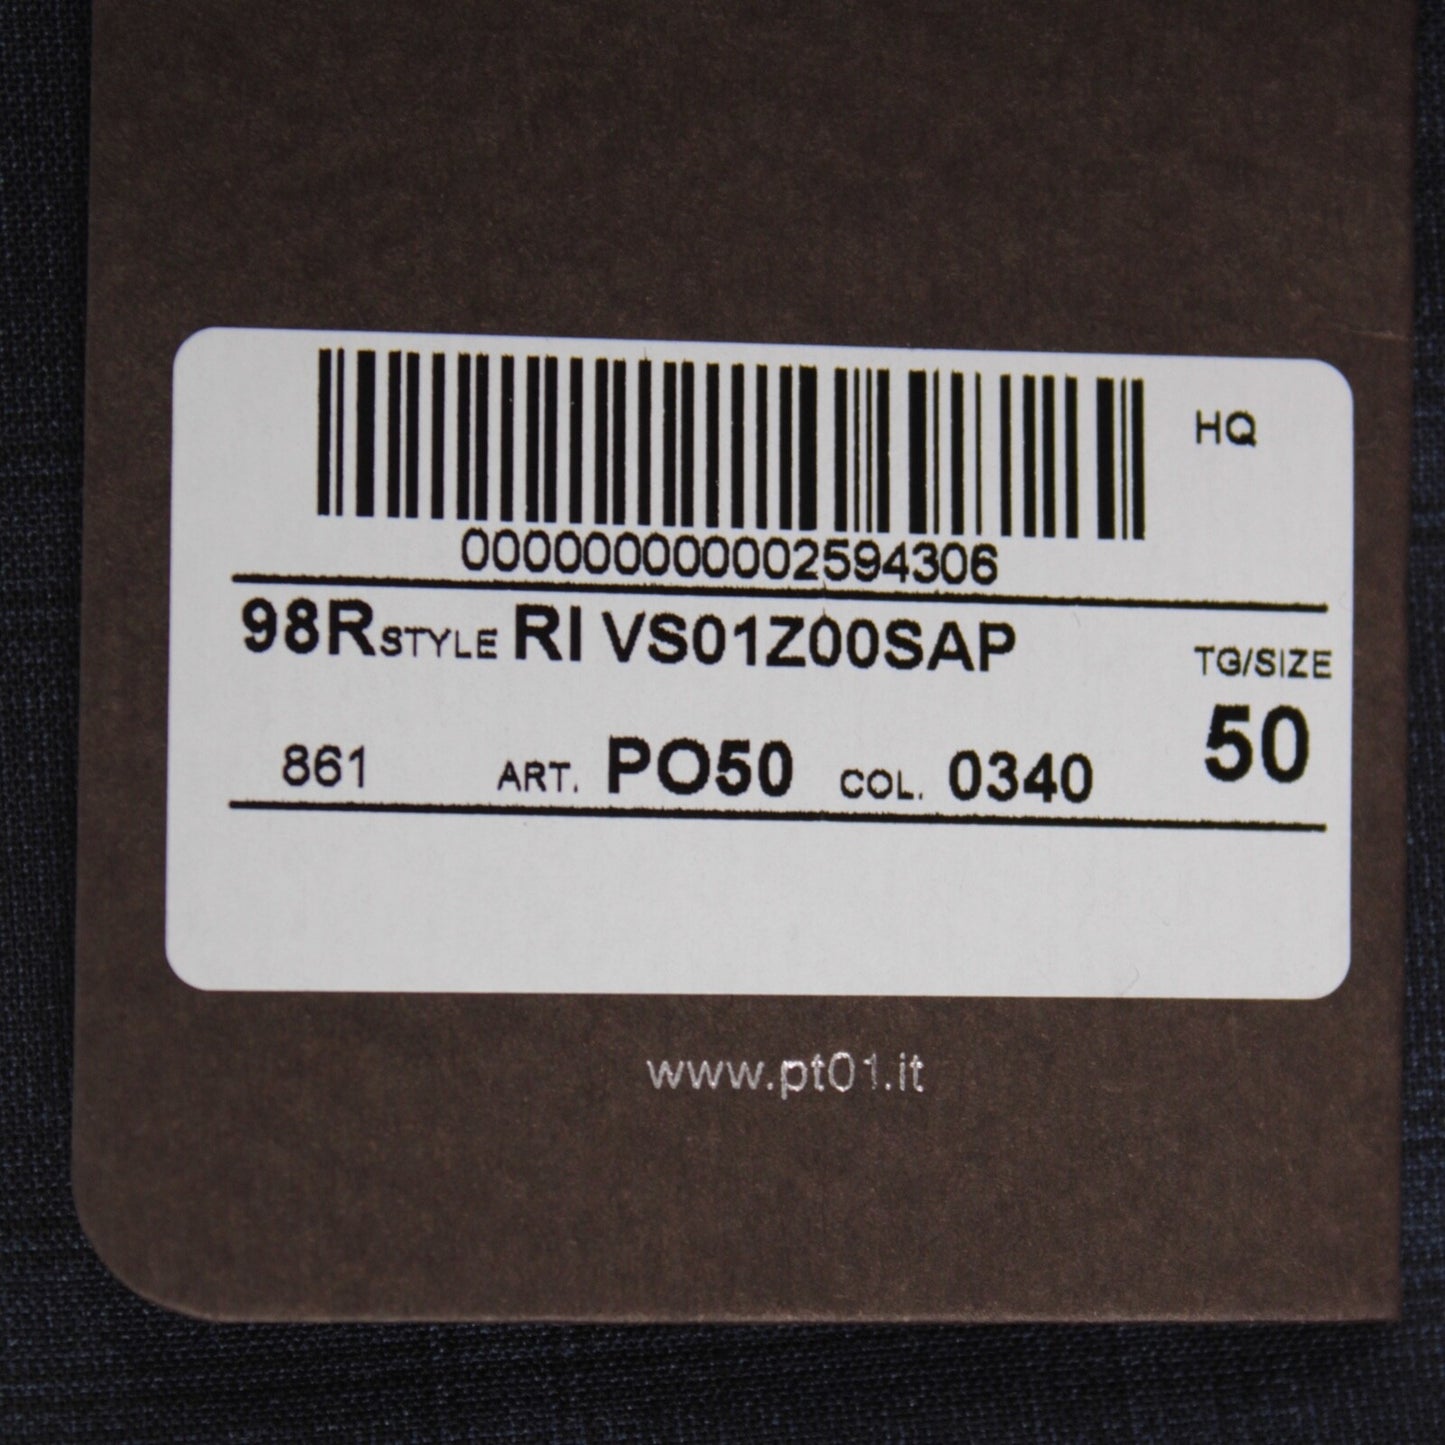 HQ
000000000002594306
98R STYLE RI VS01Z00SAP
TG/SIZE
50
861 ART. PO50 COL. 0340
www.pt01.it